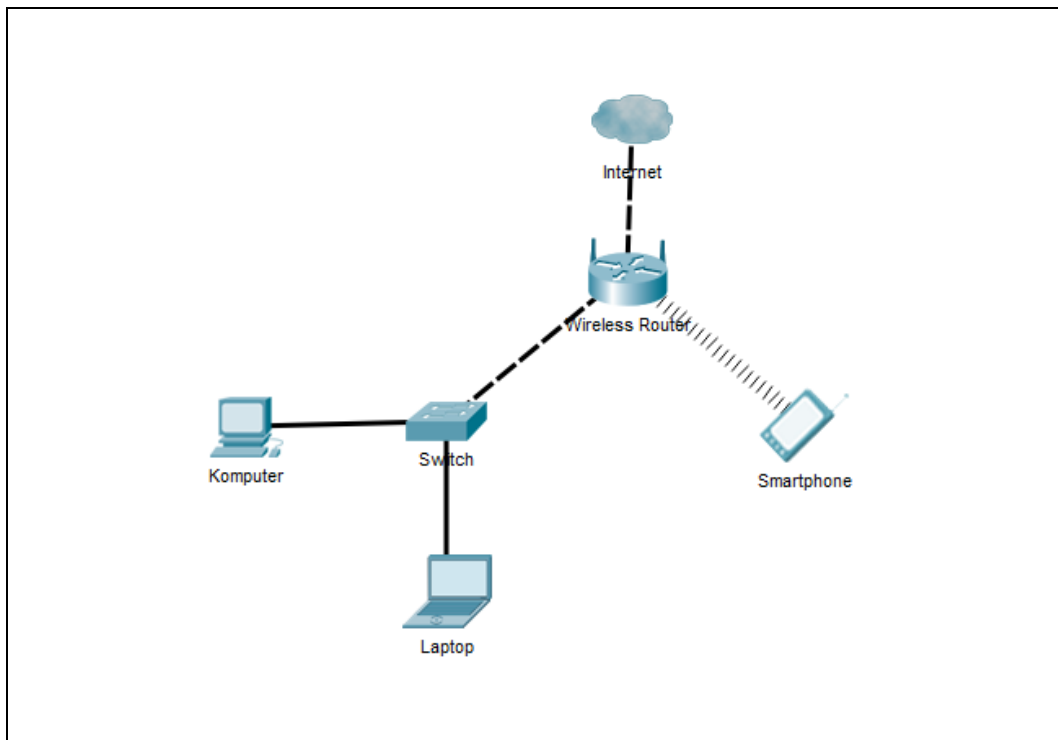 Internet
Wireless Router
Komputer
Switch
Smartphone
Laptop